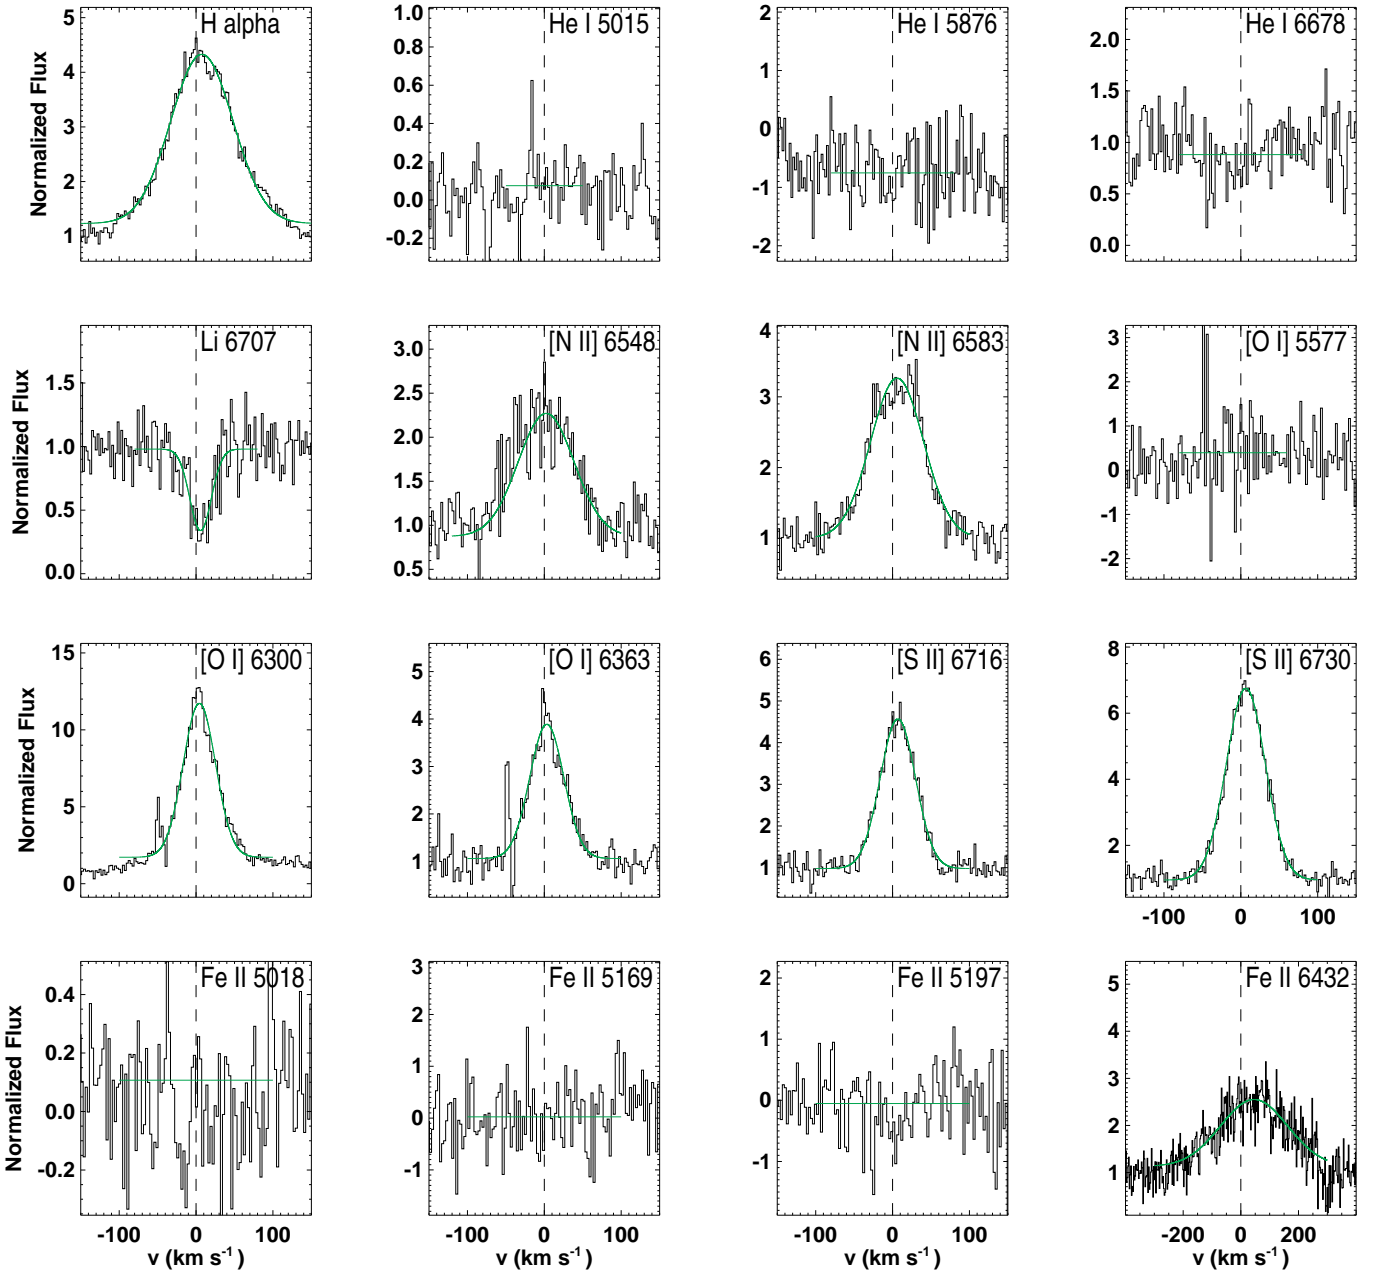 H alpha
5
4
3
2
1
Normalized Flux
He I 5015
1.0
0.8
0.6
0.4
0.2
0.0
-0.2
He I 5876
2
1
0
-1
-2
He I 6678
2.0
1.5
1.0
0.5
0.0
Li 6707
1.5
1.0
0.5
0.0
Normalized Flux
[N II] 6548
3.0
2.5
2.0
1.5
1.0
0.5
[N II] 6583
4
3
2
1
[O I] 5577
3
2
1
0
-1
-2
[O I] 6300
15
10
5
0
Normalized Flux
[O I] 6363
5
4
3
2
1
[S II] 6716
6
5
4
3
2
1
[S II] 6730
8
6
4
2
-100 0 100
Fe II 5018
0.4
0.2
0.0
-0.2
Normalized Flux
-100 0 100
v (km s⁻¹)
Fe II 5169
3
2
1
0
-1
-100 0 100
v (km s⁻¹)
Fe II 5197
2
1
0
-1
-100 0 100
v (km s⁻¹)
Fe II 6432
5
4
3
2
1
-200 0 200
v (km s⁻¹)